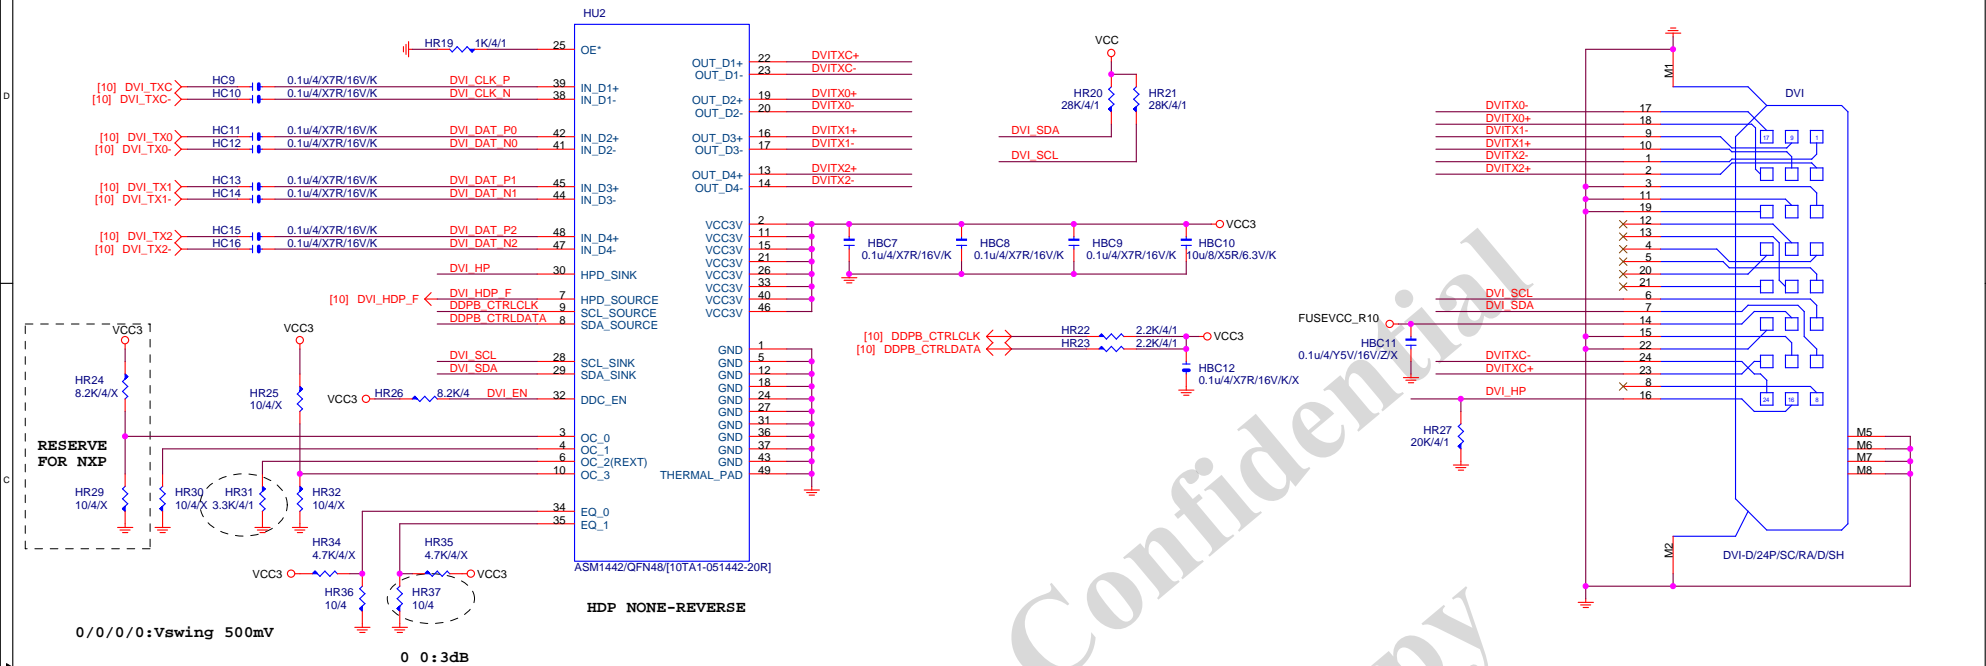 HU2
HR19 1K/4/1 25 OE*
[10] DVI_TXC HC9 0.1u/4/X7R/16V/K DVI_CLK_P 39 IN_D1+
[10] DVI_TXC- HC10 0.1u/4/X7R/16V/K DVI_CLK_N 38 IN_D1-
[10] DVI_TX0 HC11 0.1u/4/X7R/16V/K DVI_DAT_P0 42 IN_D2+
[10] DVI_TX0- HC12 0.1u/4/X7R/16V/K DVI_DAT_N0 41 IN_D2-
[10] DVI_TX1 HC13 0.1u/4/X7R/16V/K DVI_DAT_P1 45 IN_D3+
[10] DVI_TX1- HC14 0.1u/4/X7R/16V/K DVI_DAT_N1 44 IN_D3-
[10] DVI_TX2 HC15 0.1u/4/X7R/16V/K DVI_DAT_P2 48 IN_D4+
[10] DVI_TX2- HC16 0.1u/4/X7R/16V/K DVI_DAT_N2 47 IN_D4-
DVI_HP 30 HPD_SINK
[10] DVI_HDP_F DVI_HDP_F 7 HPD_SOURCE
DDPB_CTRLCLK 9 SCL_SOURCE
DDPB_CTRLDATA 8 SDA_SOURCE
DVI_SCL 28 SCL_SINK
DVI_SDA 29 SDA_SINK
VCC3 HR26 8.2K/4 DVI_EN 32 DDC_EN
3 OC_0
4 OC_1
6 OC_2(REXT)
10 OC_3
34 EQ_0
35 EQ_1
VCC3
HR24
8.2K/4/X
RESERVE
FOR NXP
HR29
10/4/X
VCC3
HR25
10/4/X
HR30
10/4/X
HR31
3.3K/4/1
HR32
10/4/X
HR34
4.7K/4/X
VCC3
HR36
10/4
HR35
4.7K/4/X
VCC3
HR37
10/4
0/0/0/0:Vswing 500mV
0 0:3dB
OUT_D1+ 22 DVITXC+
OUT_D1- 23 DVITXC-
OUT_D2+ 19 DVITX0+
OUT_D2- 20 DVITX0-
OUT_D3+ 16 DVITX1+
OUT_D3- 17 DVITX1-
OUT_D4+ 13 DVITX2+
OUT_D4- 14 DVITX2-
VCC3V 2
VCC3V 11
VCC3V 15
VCC3V 21
VCC3V 26
VCC3V 33
VCC3V 40
VCC3V 46
GND 1
GND 5
GND 12
GND 18
GND 24
GND 27
GND 31
GND 36
GND 37
GND 43
THERMAL_PAD 49
ASM1442/QFN48/[10TA1-051442-20R]
HDP NONE-REVERSE
VCC
HR20
28K/4/1
HR21
28K/4/1
DVI_SDA
DVI_SCL
VCC3
HBC7
0.1u/4/X7R/16V/K
HBC8
0.1u/4/X7R/16V/K
HBC9
0.1u/4/X7R/16V/K
HBC10
10u/8/X5R/6.3V/K
[10] DDPB_CTRLCLK HR22 2.2K/4/1 VCC3
[10] DDPB_CTRLDATA HR23 2.2K/4/1
HBC12
0.1u/4/X7R/16V/K/X
M1
DVI
DVITX0- 17
DVITX0+ 18
DVITX1- 9
DVITX1+ 10
DVITX2- 1
DVITX2+ 2
3
11
19
12
13
4
5
20
21
DVI_SCL 6
DVI_SDA 7
FUSEVCC_R10 14
15
22
DVITXC- 24
DVITXC+ 23
8
DVI_HP 16
HBC11
0.1u/4/Y5V/16V/Z/X
HR27
20K/4/1
17 9 1
24 16 8
M5
M6
M7
M8
M2
DVI-D/24P/SC/RA/D/SH
D
C
Confidential